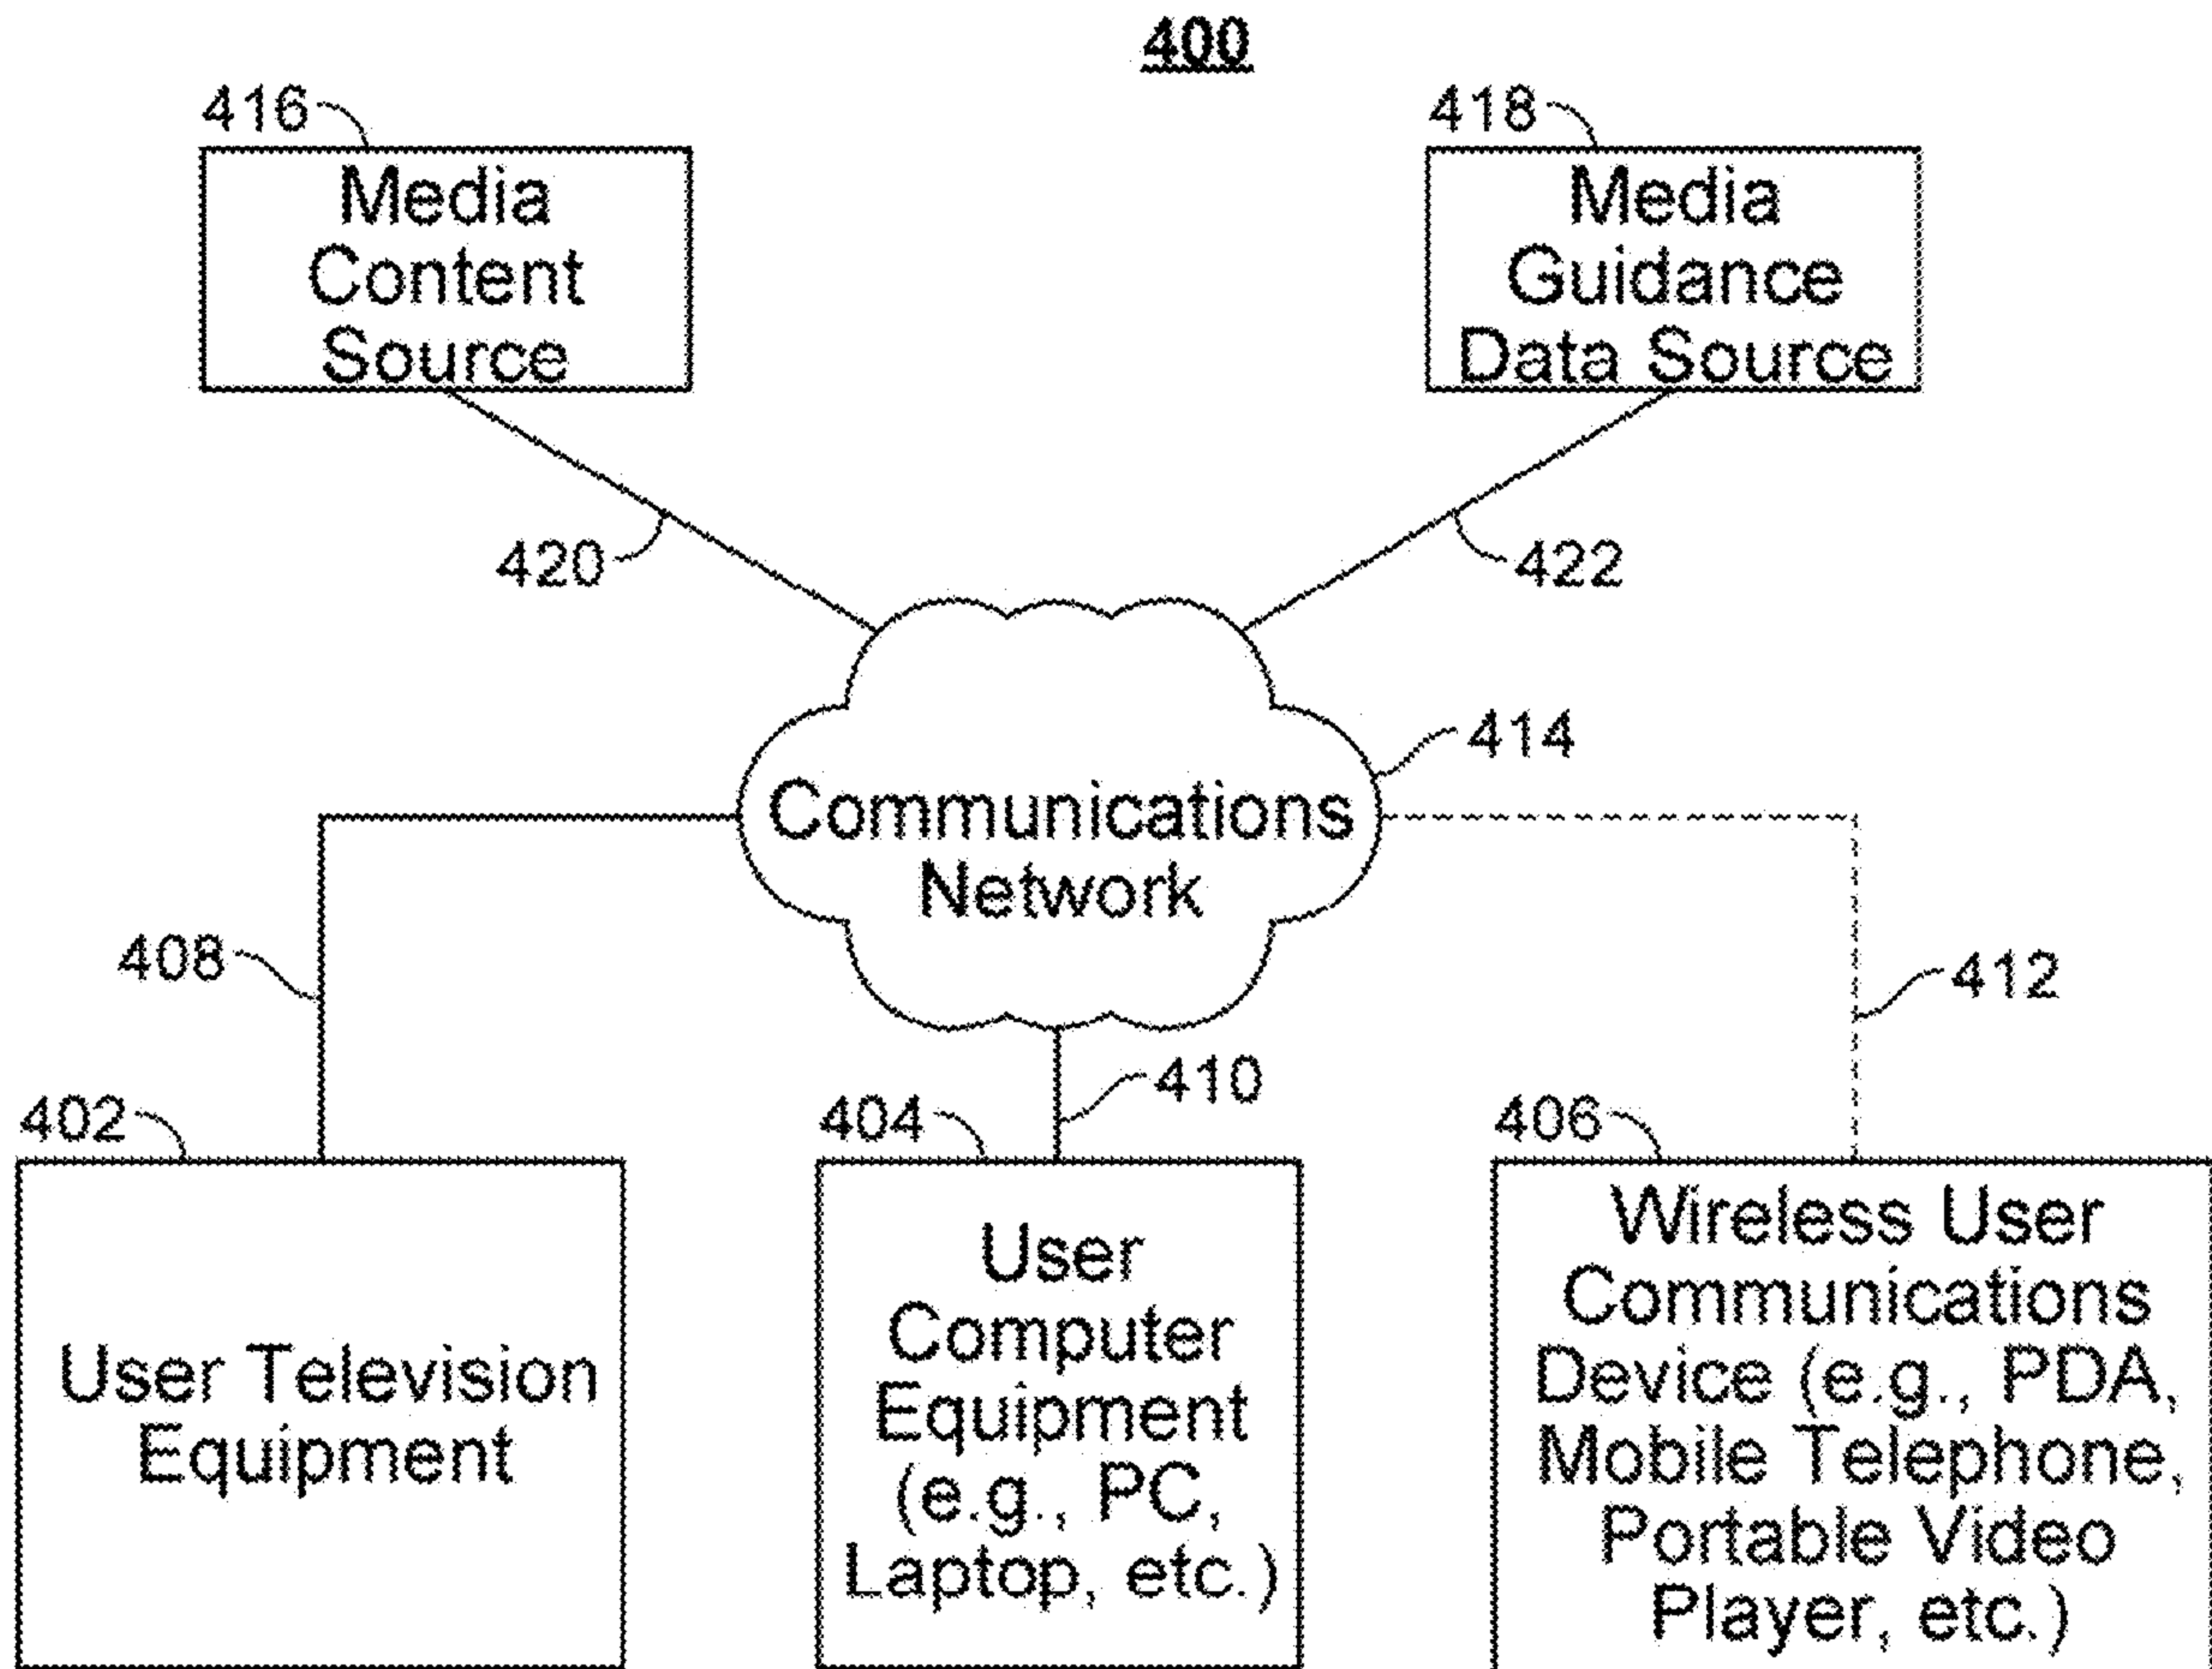 400
416
418
Media
Content
Source
Media
Guidance
Data Source
420
422
414
Communications
Network
408
412
410
402
404
406
User Television
Equipment
User
Computer
Equipment
(e.g., PC,
Laptop, etc.)
Wireless User
Communications
Device (e.g., PDA,
Mobile Telephone,
Portable Video
Player, etc.)